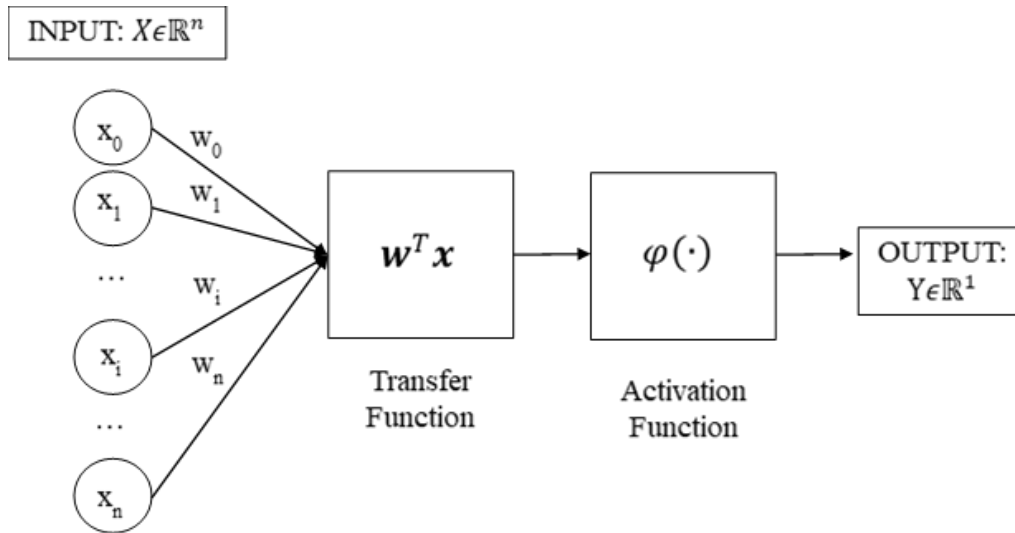 INPUT: 𝑋𝜖ℝⁿ
x₀
w₀
x₁
w₁
...
wᵢ
xᵢ
wₙ
...
xₙ
𝒘ᵀ𝒙
Transfer
Function
𝜑(·)
Activation
Function
OUTPUT:
Y𝜖ℝ¹